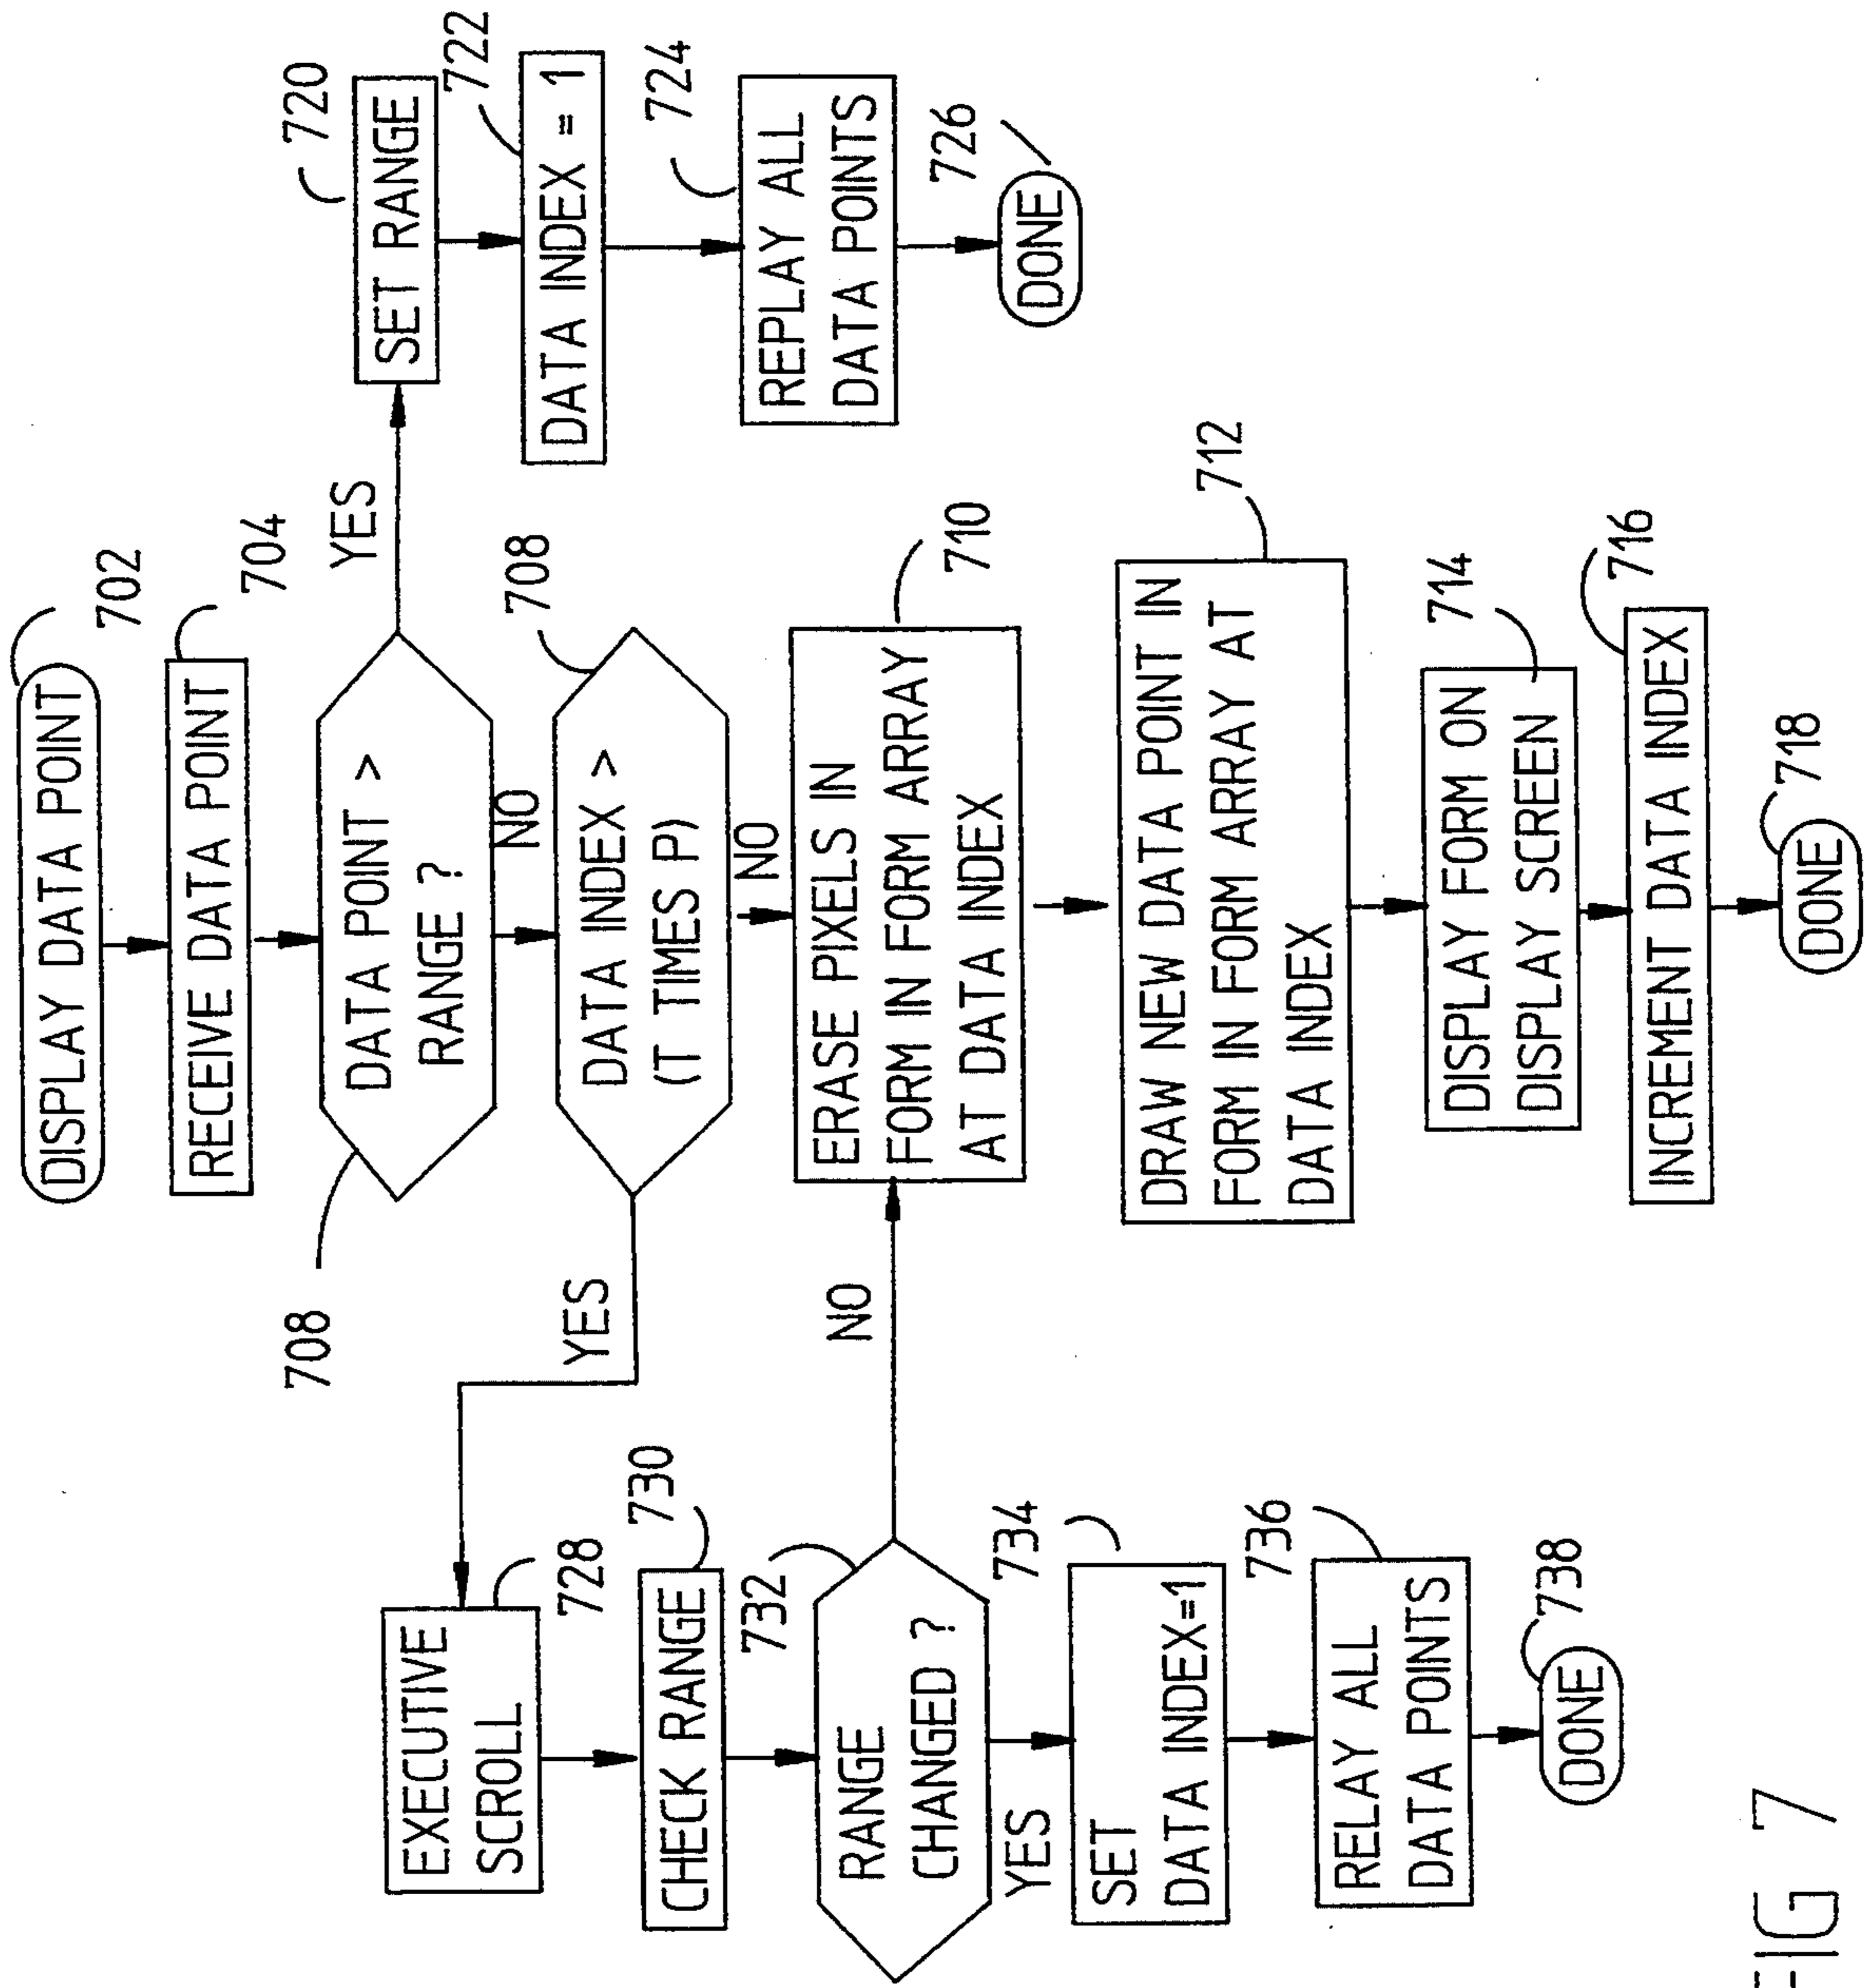 DISPLAY DATA POINT
702
RECEIVE DATA POINT
704
DATA POINT >
RANGE ?
708
YES
NO
SET RANGE
720
DATA INDEX = 1
722
REPLAY ALL
DATA POINTS
724
DONE
726
DATA INDEX >
(T TIMES P)
708
YES
NO
ERASE PIXELS IN
FORM IN FORM ARRAY
AT DATA INDEX
710
DRAW NEW DATA POINT IN
FORM IN FORM ARRAY AT
DATA INDEX
712
DISPLAY FORM ON
DISPLAY SCREEN
714
INCREMENT DATA INDEX
716
DONE
718
EXECUTIVE
SCROLL
728
CHECK RANGE
730
RANGE
CHANGED ?
732
NO
YES
SET
DATA INDEX=1
734
RELAY ALL
DATA POINTS
736
DONE
738
FIG 7